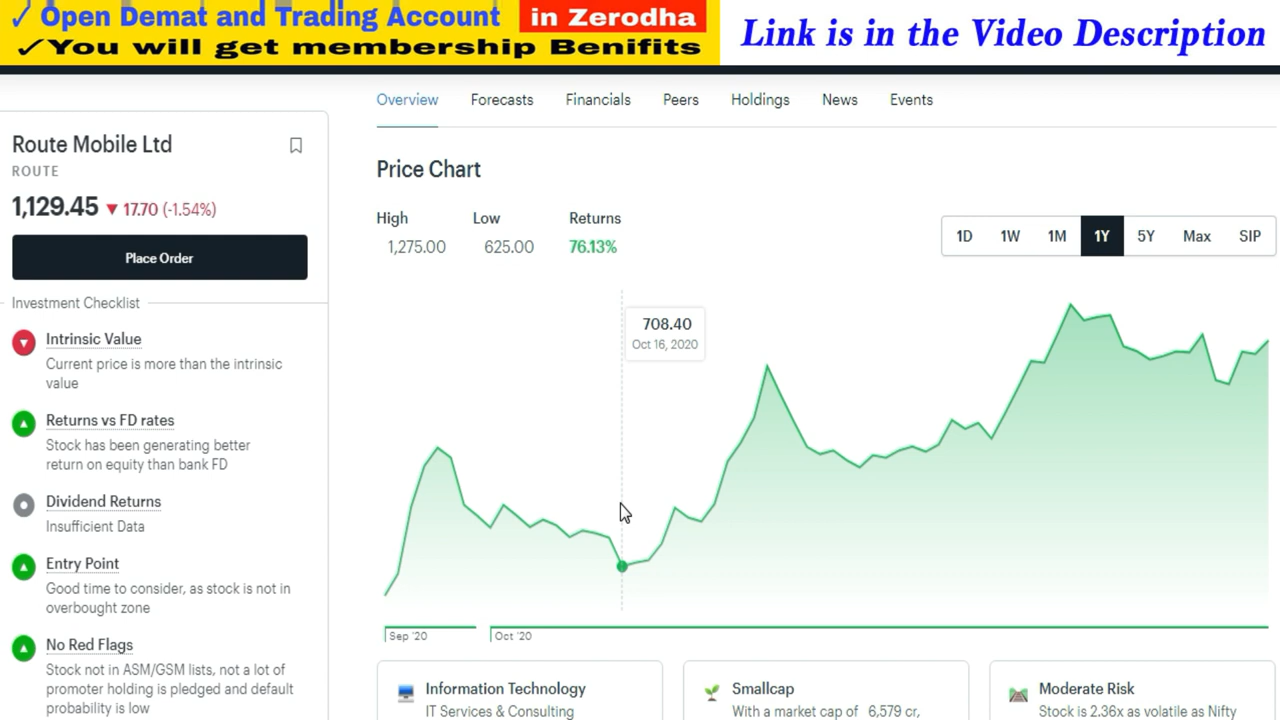 ✓ Open Demat and Trading Account in Zerodha
✓You will get membership Benifits
Link is in the Video Description
Overview Forecasts Financials Peers Holdings News Events
Route Mobile Ltd
ROUTE
1,129.45 ▼ 17.70 (-1.54%)
Place Order
Investment Checklist
Intrinsic Value
Current price is more than the intrinsic
value
Returns vs FD rates
Stock has been generating better
return on equity than bank FD
Dividend Returns
Insufficient Data
Entry Point
Good time to consider, as stock is not in
overbought zone
No Red Flags
Stock not in ASM/GSM lists, not a lot of
promoter holding is pledged and default
probability is low
Price Chart
High Low Returns
1,275.00 625.00 76.13%
1D 1W 1M 1Y 5Y Max SIP
708.40
Oct 16, 2020
Sep '20 Oct '20
Information Technology
IT Services & Consulting
Smallcap
With a market cap of 6,579 cr,
Moderate Risk
Stock is 2.36x as volatile as Nifty